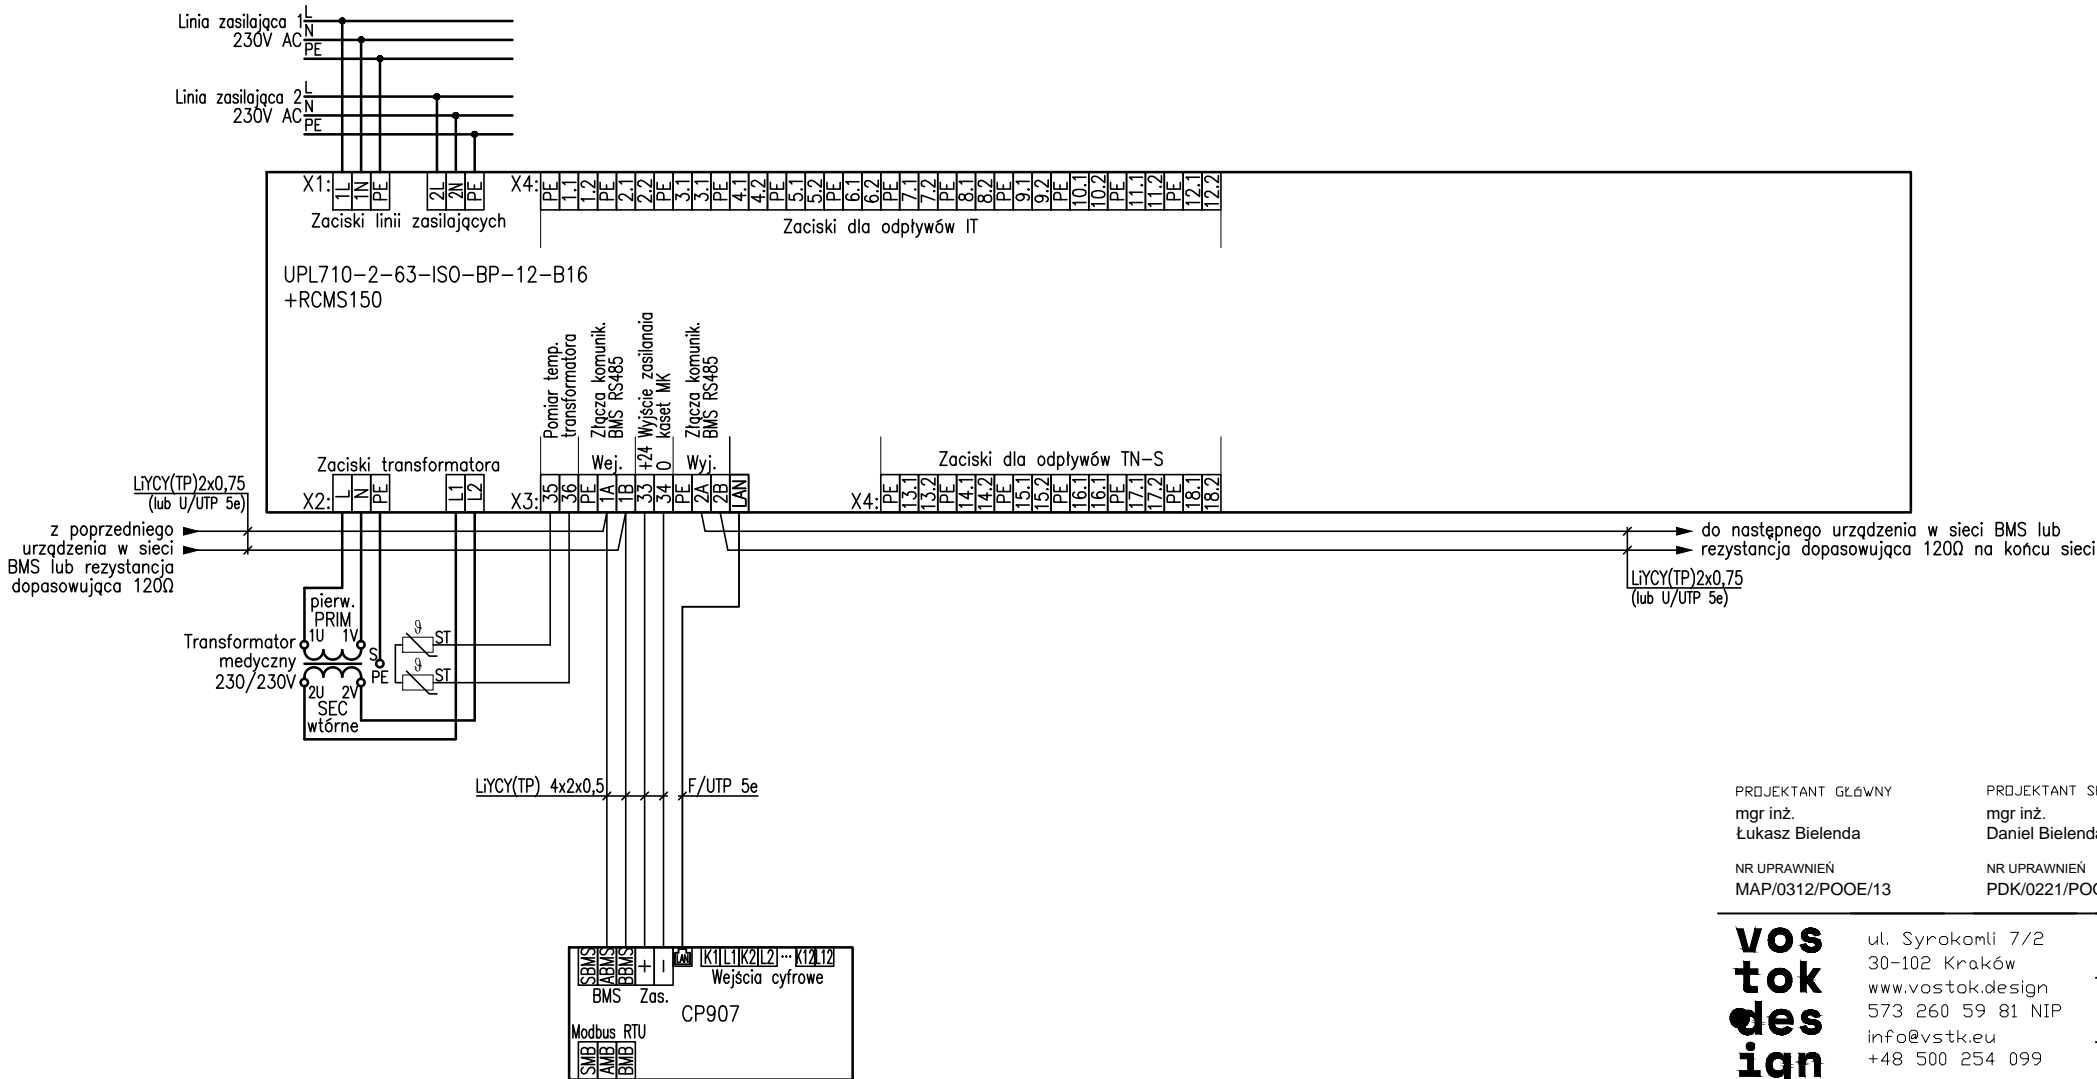 Linia zasilająca 1
230V AC
L
N
PE
Linia zasilająca 2
230V AC
L
N
PE
X1:
1L
1N
PE
2L
2N
PE
Zaciski linii zasilających
X4:
PE
1.1
1.2
PE
2.1
2.2
PE
3.1
3.1
PE
4.1
4.2
PE
5.1
5.2
PE
6.1
6.2
PE
7.1
7.2
PE
8.1
8.2
PE
9.1
9.2
PE
10.1
10.2
PE
11.1
11.2
PE
12.1
12.2
Zaciski dla odpływów IT
UPL710-2-63-ISO-BP-12-B16
+RCMS150
Pomiar temp.
transformatora
Złącza komunik.
BMS RS485
Wej.
+24 Wyjście zasilanaia
0 kaset MK
Złącza komunik.
BMS RS485
Wyj.
Zaciski transformatora
X2:
L
N
PE
L1
L2
X3:
35
36
PE
1A
1B
33
34
PE
2A
2B
LAN
Zaciski dla odpływów TN-S
X4:
PE
13.1
13.2
PE
14.1
14.2
PE
15.1
15.2
PE
16.1
16.1
PE
17.1
17.2
PE
18.1
18.2
LiYCY(TP)2x0,75
(lub U/UTP 5e)
z poprzedniego
urządzenia w sieci
BMS lub rezystancja
dopasowująca 120Ω
do następnego urządzenia w sieci BMS lub
rezystancja dopasowująca 120Ω na końcu sieci
LiYCY(TP)2x0,75
(lub U/UTP 5e)
pierw.
PRIM
1U 1V
Transformator
medyczny
230/230V
S
PE
2U 2V
SEC
wtórne
ϑ
ST
ϑ
ST
LiYCY(TP) 4x2x0,5
F/UTP 5e
SBMS
ABMS
BBMS
+
-
LAN
K1 L1 K2 L2 ... K12 L12
Wejścia cyfrowe
BMS Zas.
CP907
Modbus RTU
SMB
AMB
BMB
PROJEKTANT GŁóWNY
mgr inż.
Łukasz Bielenda
NR UPRAWNIEŃ
MAP/0312/POOE/13
PROJEKTANT
mgr inż.
Daniel Bielenda
NR UPRAWNIEŃ
vos
tok
des
ign
ul. Syrokomli 7/2
30-102 Kraków
www.vostok.design
573 260 59 81 NIP
info@vstk.eu
+48 500 254 099